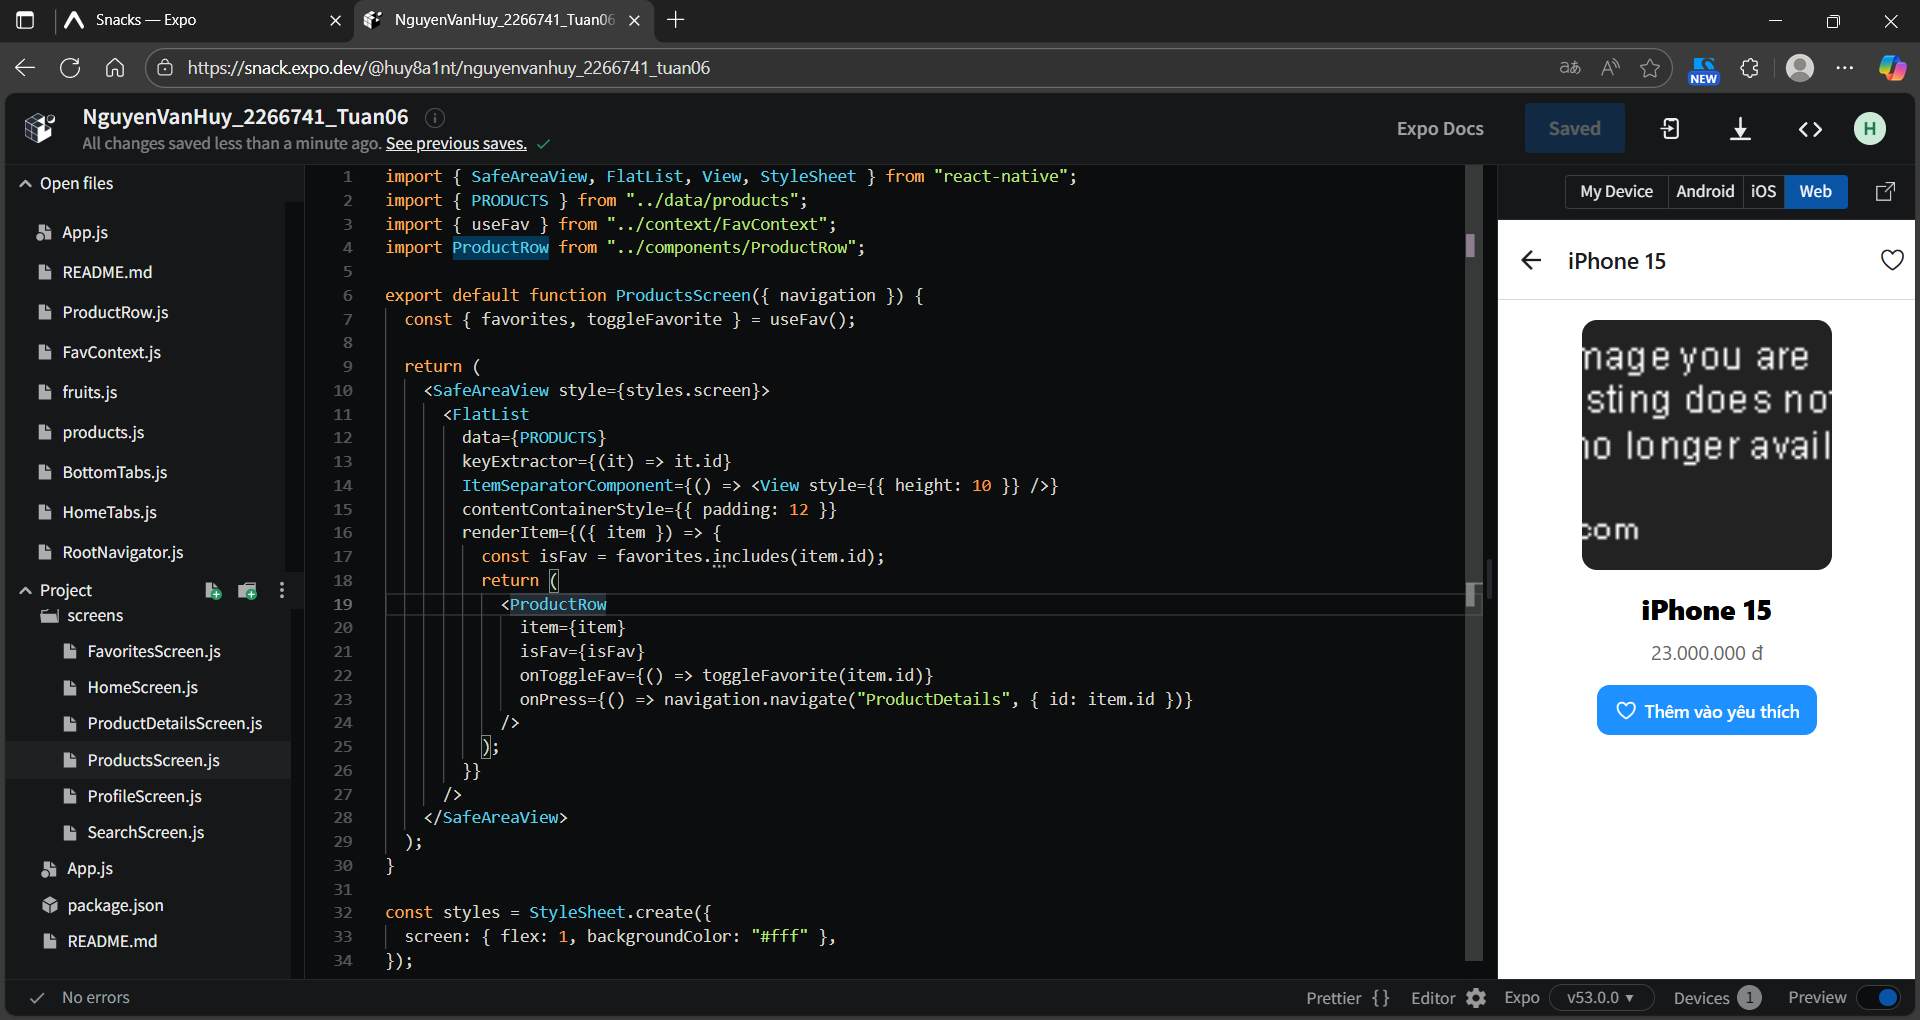 Snacks — Expo
NguyenVanHuy_2266741_Tuan06
https://snack.expo.dev/@huy8a1nt/nguyenvanhuy_2266741_tuan06
aあ
A
NEW
NguyenVanHuy_2266741_Tuan06
All changes saved less than a minute ago. See previous saves.
Expo Docs
Saved
H
Open files
App.js
README.md
ProductRow.js
FavContext.js
fruits.js
products.js
BottomTabs.js
HomeTabs.js
RootNavigator.js
Project
screens
FavoritesScreen.js
HomeScreen.js
ProductDetailsScreen.js
ProductsScreen.js
ProfileScreen.js
SearchScreen.js
App.js
package.json
README.md
1 import { SafeAreaView, FlatList, View, StyleSheet } from "react-native";
2 import { PRODUCTS } from "../data/products";
3 import { useFav } from "../context/FavContext";
4 import ProductRow from "../components/ProductRow";
5
6 export default function ProductsScreen({ navigation }) {
7 const { favorites, toggleFavorite } = useFav();
8
9 return (
10 <SafeAreaView style={styles.screen}>
11 <FlatList
12 data={PRODUCTS}
13 keyExtractor={(it) => it.id}
14 ItemSeparatorComponent={() => <View style={{ height: 10 }} />}
15 contentContainerStyle={{ padding: 12 }}
16 renderItem={({ item }) => {
17 const isFav = favorites.includes(item.id);
18 return (
19 <ProductRow
20 item={item}
21 isFav={isFav}
22 onToggleFav={() => toggleFavorite(item.id)}
23 onPress={() => navigation.navigate("ProductDetails", { id: item.id })}
24 />
25 );
26 }}
27 />
28 </SafeAreaView>
29 );
30 }
31
32 const styles = StyleSheet.create({
33 screen: { flex: 1, backgroundColor: "#fff" },
34 });
My Device
Android
iOS
Web
iPhone 15
mage you are
sting does no
no longer avail
com
iPhone 15
23.000.000 đ
Thêm vào yêu thích
No errors
Prettier {}
Editor
Expo
v53.0.0
Devices 1
Preview